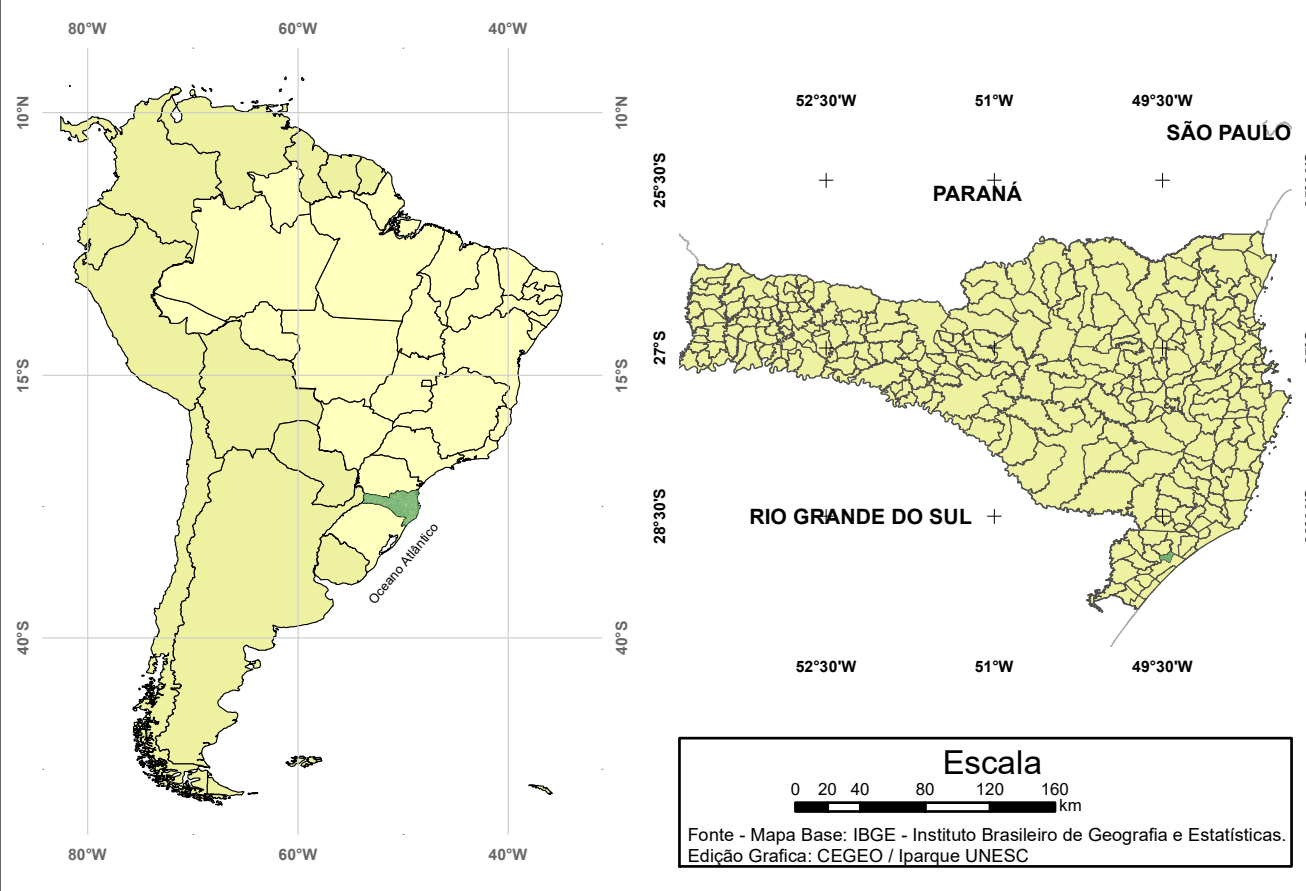 80°W 60°W 40°W
10°N 10°N
15°S 15°S
40°S 40°S
Oceano Atlântico
80°W 60°W 40°W
52°30'W 51°W 49°30'W
SÃO PAULO
25°30'S
PARANÁ
27°S
28°30'S
RIO GRANDE DO SUL
52°30'W 51°W 49°30'W
Escala
0 20 40 80 120 160
km
Fonte - Mapa Base: IBGE - Instituto Brasileiro de Geografia e Estatísticas.
Edição Grafica: CEGEO / Iparque UNESC